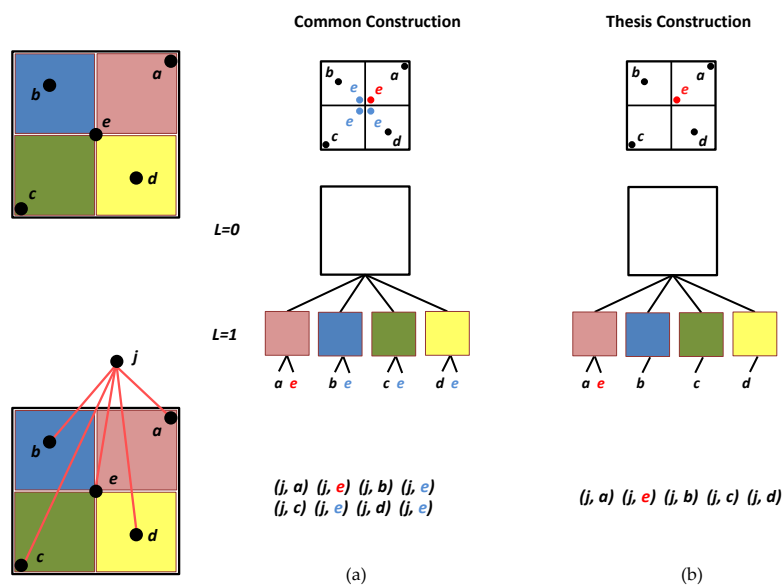 Common Construction
Thesis Construction
b
a
e
c
d
b
a
e
e
e
e
c
d
b
a
e
c
d
L=0
L=1
a e
b e
c e
d e
a e
b
c
d
j
b
a
e
c
d
(j, a) (j, e) (j, b) (j, e)
(j, c) (j, e) (j, d) (j, e)
(j, a) (j, e) (j, b) (j, c) (j, d)
(a)
(b)